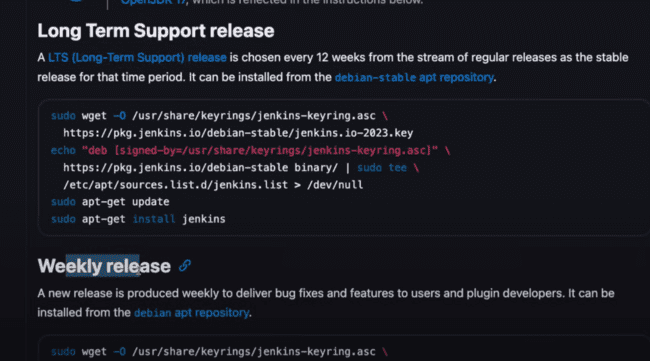 OpenJDK 17, which is reflected in the instructions below.
Long Term Support release
A LTS (Long-Term Support) release is chosen every 12 weeks from the stream of regular releases as the stable
release for that time period. It can be installed from the debian-stable apt repository.
sudo wget -O /usr/share/keyrings/jenkins-keyring.asc \
https://pkg.jenkins.io/debian-stable/jenkins.io-2023.key
echo "deb [signed-by=/usr/share/keyrings/jenkins-keyring.asc]" \
https://pkg.jenkins.io/debian-stable binary/ | sudo tee \
/etc/apt/sources.list.d/jenkins.list > /dev/null
sudo apt-get update
sudo apt-get install jenkins
Weekly release
A new release is produced weekly to deliver bug fixes and features to users and plugin developers. It can be
installed from the debian apt repository.
sudo wget -O /usr/share/keyrings/jenkins-keyring.asc \